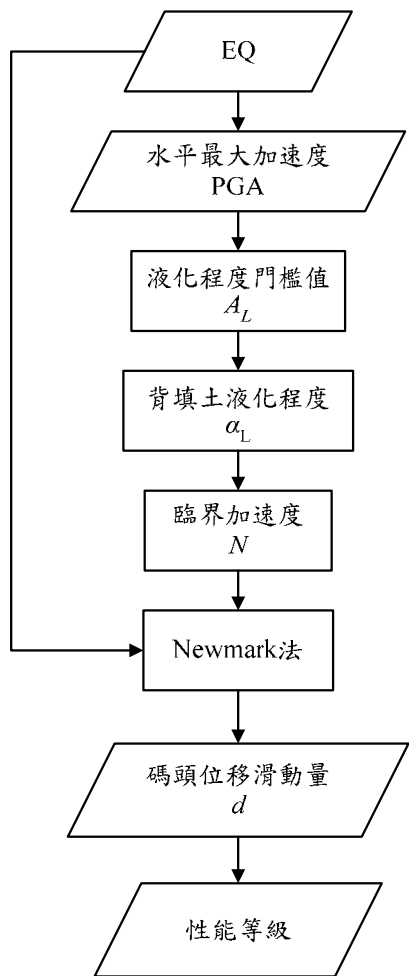 EQ
水平最大加速度
PGA
液化程度門檻值
A_L
背填土液化程度
α_L
臨界加速度
N
Newmark法
碼頭位移滑動量
d
性能等級